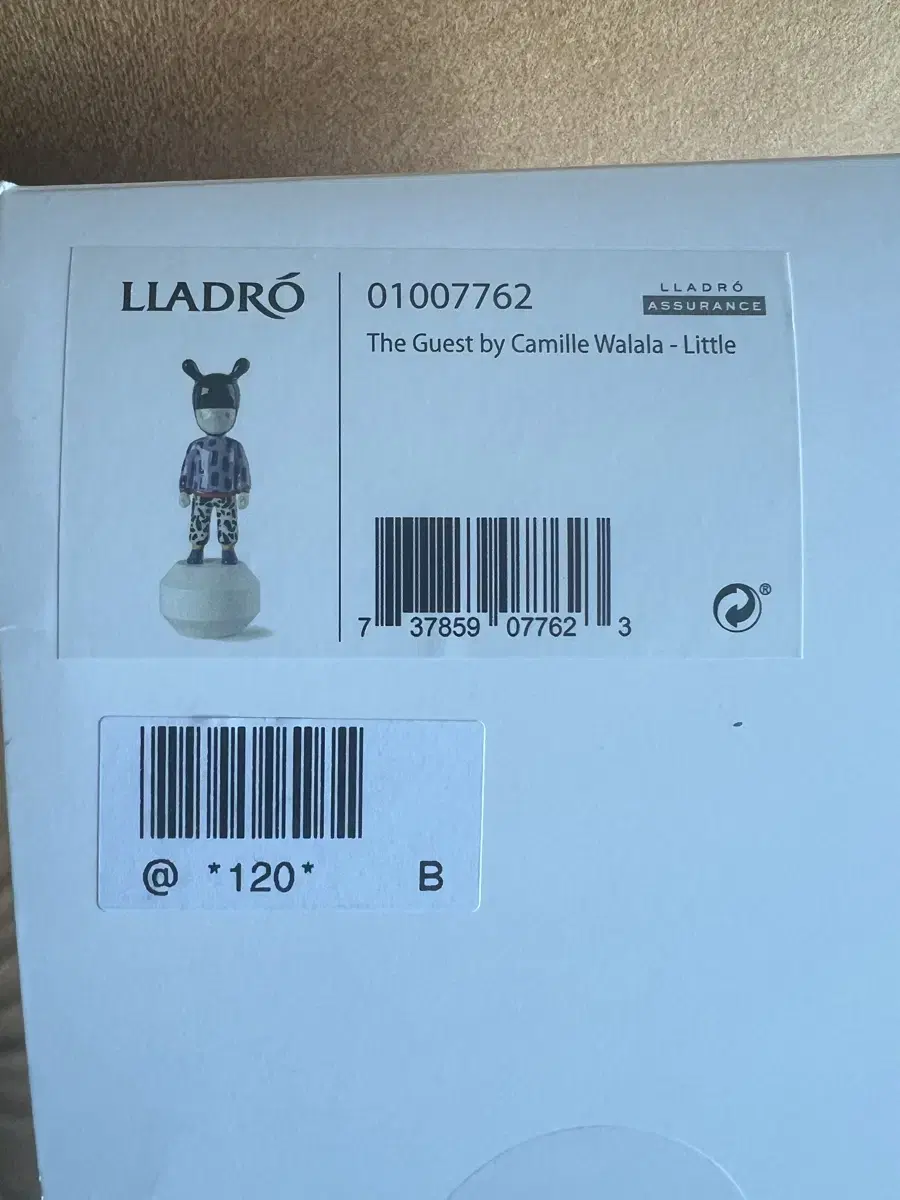 LLADRÓ
01007762
The Guest by Camille Walala - Little
LLADRÓ
ASSURANCE
7 37859 07762 3
®
@ *120* B